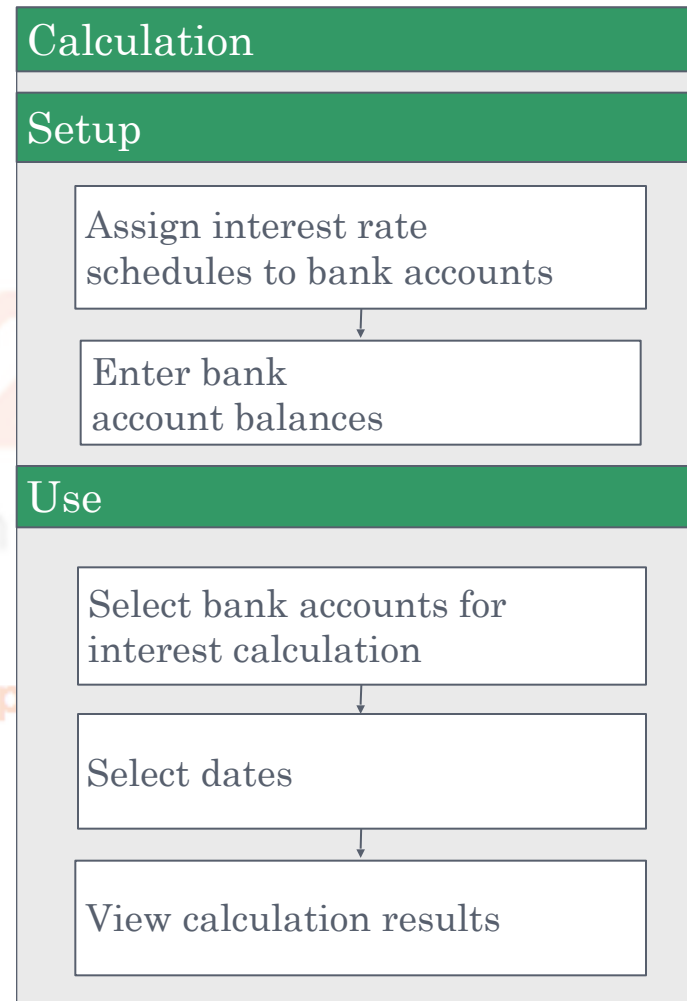 Calculation
Setup
Assign interest rate
schedules to bank accounts
Enter bank
account balances
Use
Select bank accounts for
interest calculation
Select dates
View calculation results